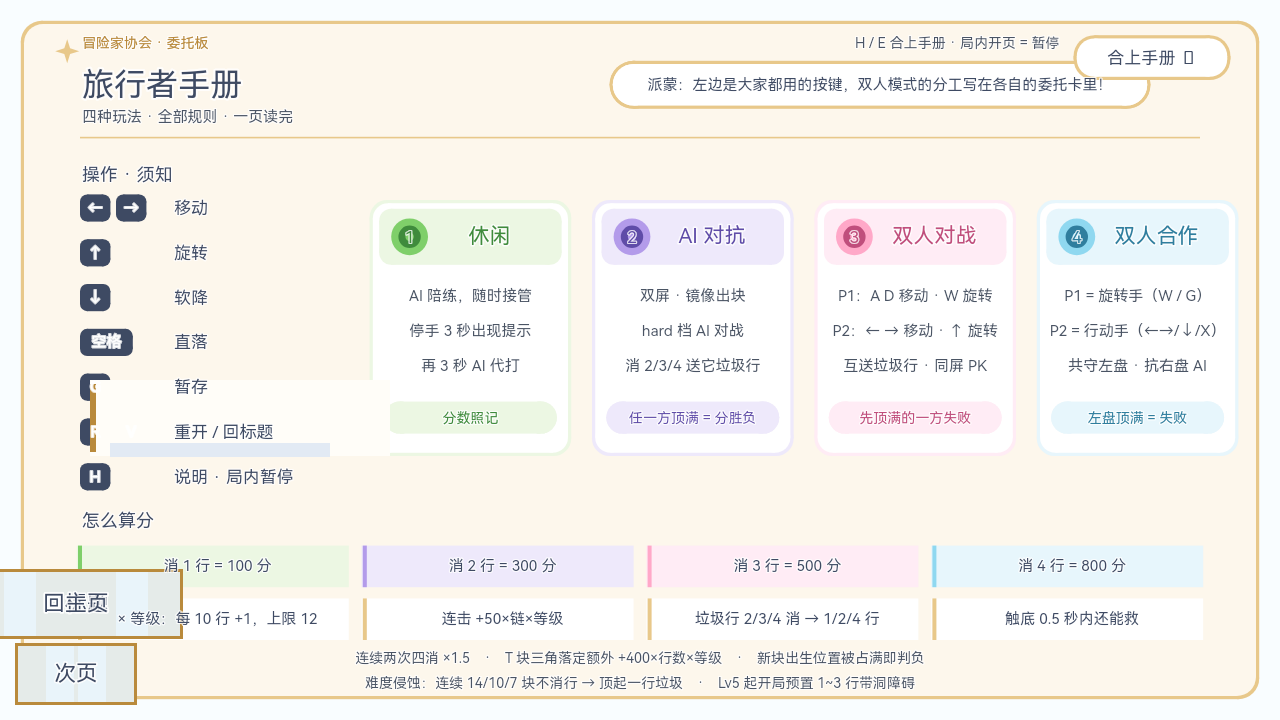 冒险家协会 · 委托板
H / E 合上手册 · 局内开页 = 暂停
合上手册
旅行者手册
派蒙：左边是大家都用的按键，双人模式的分工写在各自的委托卡里！
四种玩法 · 全部规则 · 一页读完
操作 · 须知
← → 移动
↑ 旋转
↓ 软降
空格 直落
暂存
重开 / 回标题
H 说明 · 局内暂停
1 休闲
AI 陪练，随时接管
停手 3 秒出现提示
再 3 秒 AI 代打
分数照记
2 AI 对抗
双屏 · 镜像出块
hard 档 AI 对战
消 2/3/4 送它垃圾行
任一方顶满 = 分胜负
3 双人对战
P1：A D 移动 · W 旋转
P2：← → 移动 · ↑ 旋转
互送垃圾行 · 同屏 PK
先顶满的一方失败
4 双人合作
P1 = 旋转手（W / G）
P2 = 行动手（←→/↓/X）
共守左盘 · 抗右盘 AI
左盘顶满 = 失败
怎么算分
消 1 行 = 100 分
消 2 行 = 300 分
消 3 行 = 500 分
消 4 行 = 800 分
× 等级：每 10 行 +1，上限 12
连击 +50×链×等级
垃圾行 2/3/4 消 → 1/2/4 行
触底 0.5 秒内还能救
连续两次四消 ×1.5 · T 块三角落定额外 +400×行数×等级 · 新块出生位置被占满即判负
难度侵蚀：连续 14/10/7 块不消行 → 顶起一行垃圾 · Lv5 起开局预置 1~3 行带洞障碍
回主页
次页